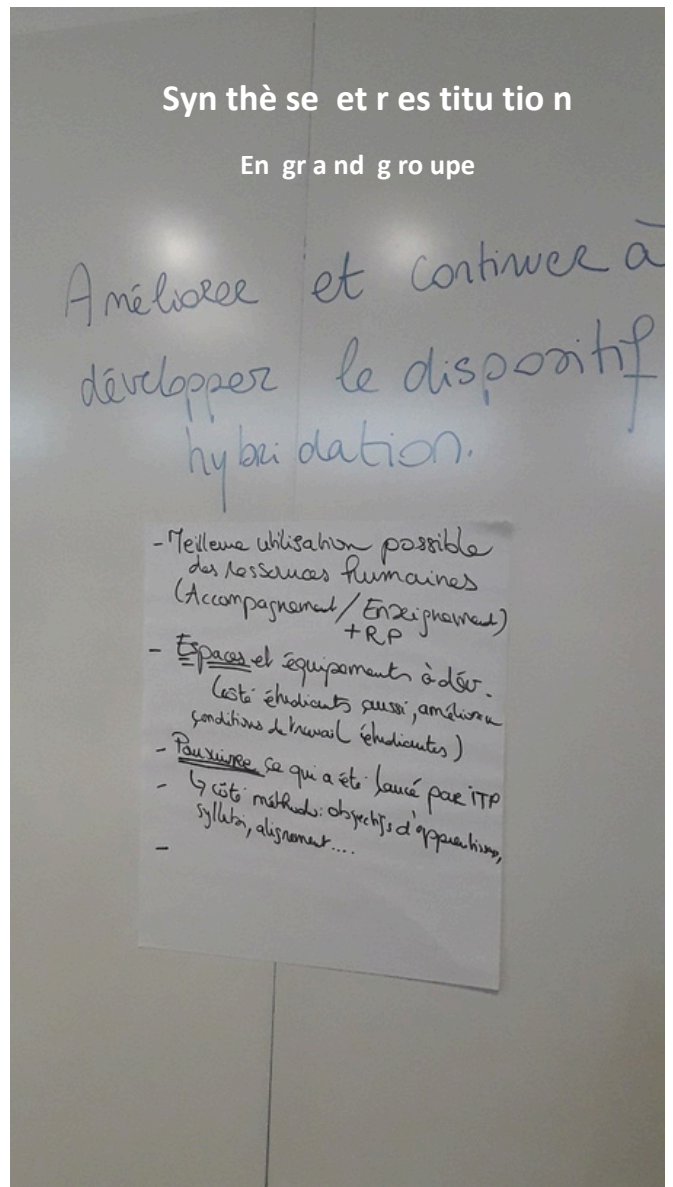 Synthèse et restitution
En grand groupe
Améliorer et continuer à
développer le dispositif
hybridation.
- Meilleure utilisation possible
des ressources humaines
(Accompagnement / Enseignement)
+ RP
- Espaces et équipements à dév.
(côté étudiants aussi, améliorer
conditions de travail étudiantes)
- Poursuivre ce qui a été lancé par ITP
- ↳ côté méthodo : objectifs d'apprentissage,
syllabi, alignement....
-